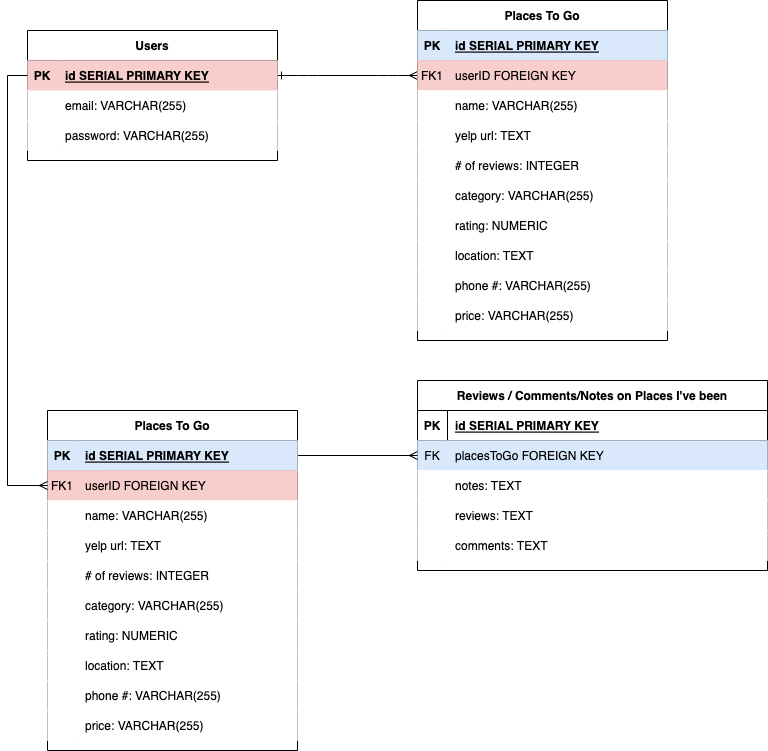 Users
PK id SERIAL PRIMARY KEY
email: VARCHAR(255)
password: VARCHAR(255)
Places To Go
PK id SERIAL PRIMARY KEY
FK1 userID FOREIGN KEY
name: VARCHAR(255)
yelp url: TEXT
# of reviews: INTEGER
category: VARCHAR(255)
rating: NUMERIC
location: TEXT
phone #: VARCHAR(255)
price: VARCHAR(255)
Places To Go
PK id SERIAL PRIMARY KEY
FK1 userID FOREIGN KEY
name: VARCHAR(255)
yelp url: TEXT
# of reviews: INTEGER
category: VARCHAR(255)
rating: NUMERIC
location: TEXT
phone #: VARCHAR(255)
price: VARCHAR(255)
Reviews / Comments/Notes on Places I've been
PK id SERIAL PRIMARY KEY
FK placesToGo FOREIGN KEY
notes: TEXT
reviews: TEXT
comments: TEXT